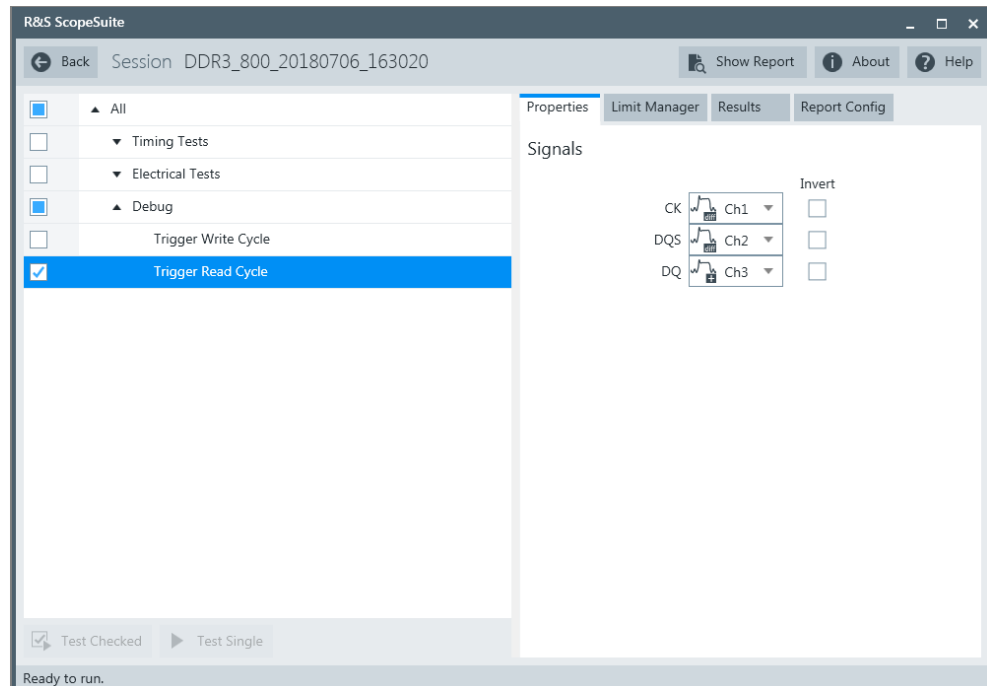 R&S ScopeSuite
Back Session DDR3_800_20180706_163020 Show Report About Help
All
Timing Tests
Electrical Tests
Debug
Trigger Write Cycle
Trigger Read Cycle
Test Checked Test Single
Properties Limit Manager Results Report Config
Signals
Invert
CK diff Ch1
DQS diff Ch2
DQ Ch3
Ready to run.